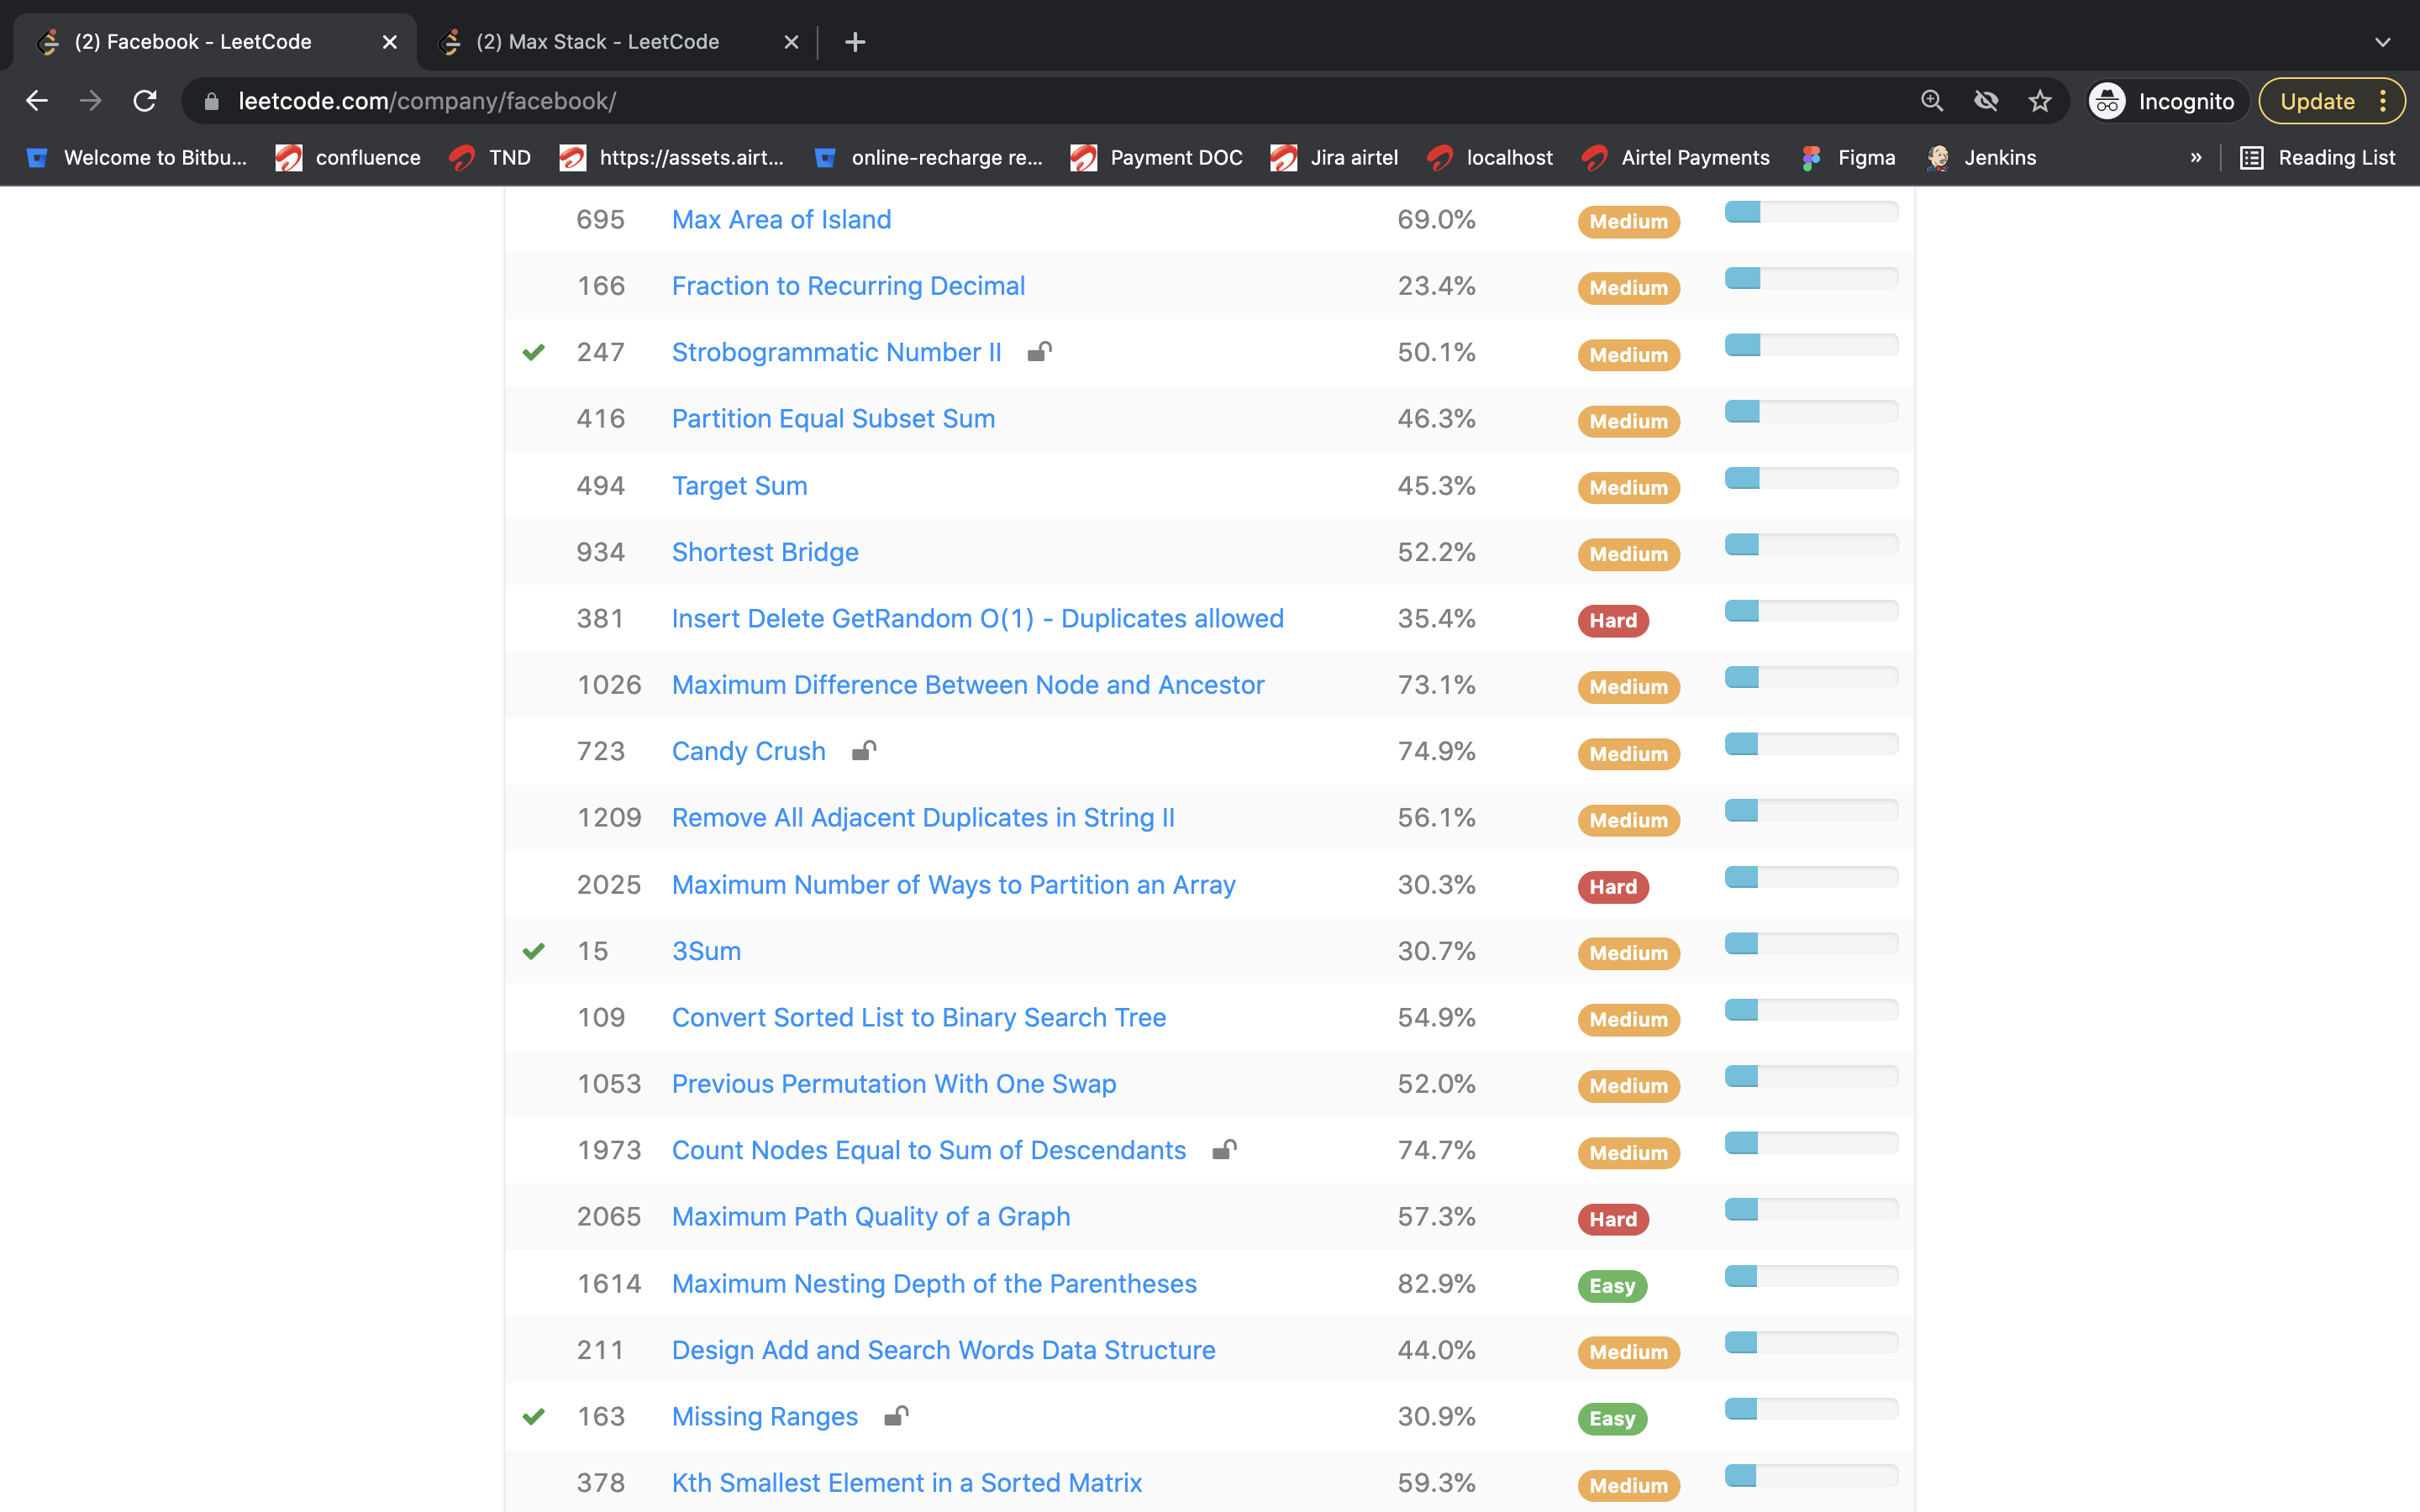 (2) Facebook - LeetCode (2) Max Stack - LeetCode
leetcode.com/company/facebook/ Incognito Update
Welcome to Bitbu... confluence TND https://assets.airt... online-recharge re... Payment DOC Jira airtel localhost Airtel Payments Figma Jenkins » Reading List
695 Max Area of Island 69.0% Medium
166 Fraction to Recurring Decimal 23.4% Medium
247 Strobogrammatic Number II 50.1% Medium
416 Partition Equal Subset Sum 46.3% Medium
494 Target Sum 45.3% Medium
934 Shortest Bridge 52.2% Medium
381 Insert Delete GetRandom O(1) - Duplicates allowed 35.4% Hard
1026 Maximum Difference Between Node and Ancestor 73.1% Medium
723 Candy Crush 74.9% Medium
1209 Remove All Adjacent Duplicates in String II 56.1% Medium
2025 Maximum Number of Ways to Partition an Array 30.3% Hard
15 3Sum 30.7% Medium
109 Convert Sorted List to Binary Search Tree 54.9% Medium
1053 Previous Permutation With One Swap 52.0% Medium
1973 Count Nodes Equal to Sum of Descendants 74.7% Medium
2065 Maximum Path Quality of a Graph 57.3% Hard
1614 Maximum Nesting Depth of the Parentheses 82.9% Easy
211 Design Add and Search Words Data Structure 44.0% Medium
163 Missing Ranges 30.9% Easy
378 Kth Smallest Element in a Sorted Matrix 59.3% Medium